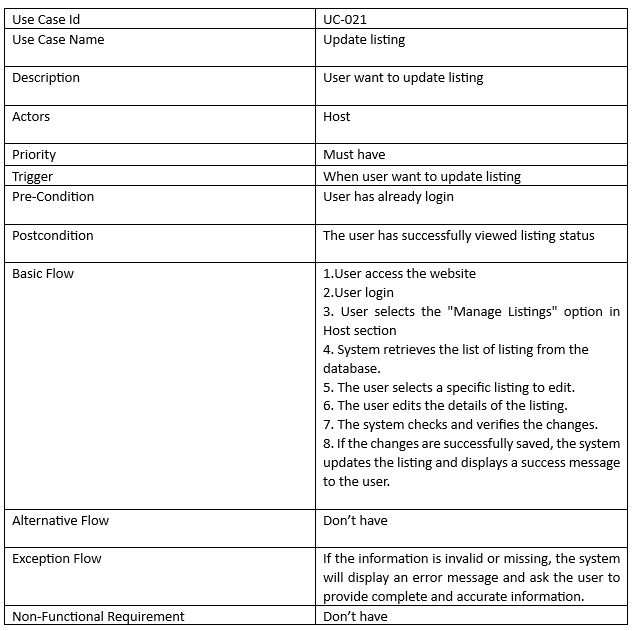 Use Case Id UC-021
Use Case Name Update listing
Description User want to update listing
Actors Host
Priority Must have
Trigger When user want to update listing
Pre-Condition User has already login
Postcondition The user has successfully viewed listing status
Basic Flow 1.User access the website
2.User login
3. User selects the "Manage Listings" option in
Host section
4. System retrieves the list of listing from the
database.
5. The user selects a specific listing to edit.
6. The user edits the details of the listing.
7. The system checks and verifies the changes.
8. If the changes are successfully saved, the system
updates the listing and displays a success message
to the user.
Alternative Flow Don’t have
Exception Flow If the information is invalid or missing, the system
will display an error message and ask the user to
provide complete and accurate information.
Non-Functional Requirement Don’t have